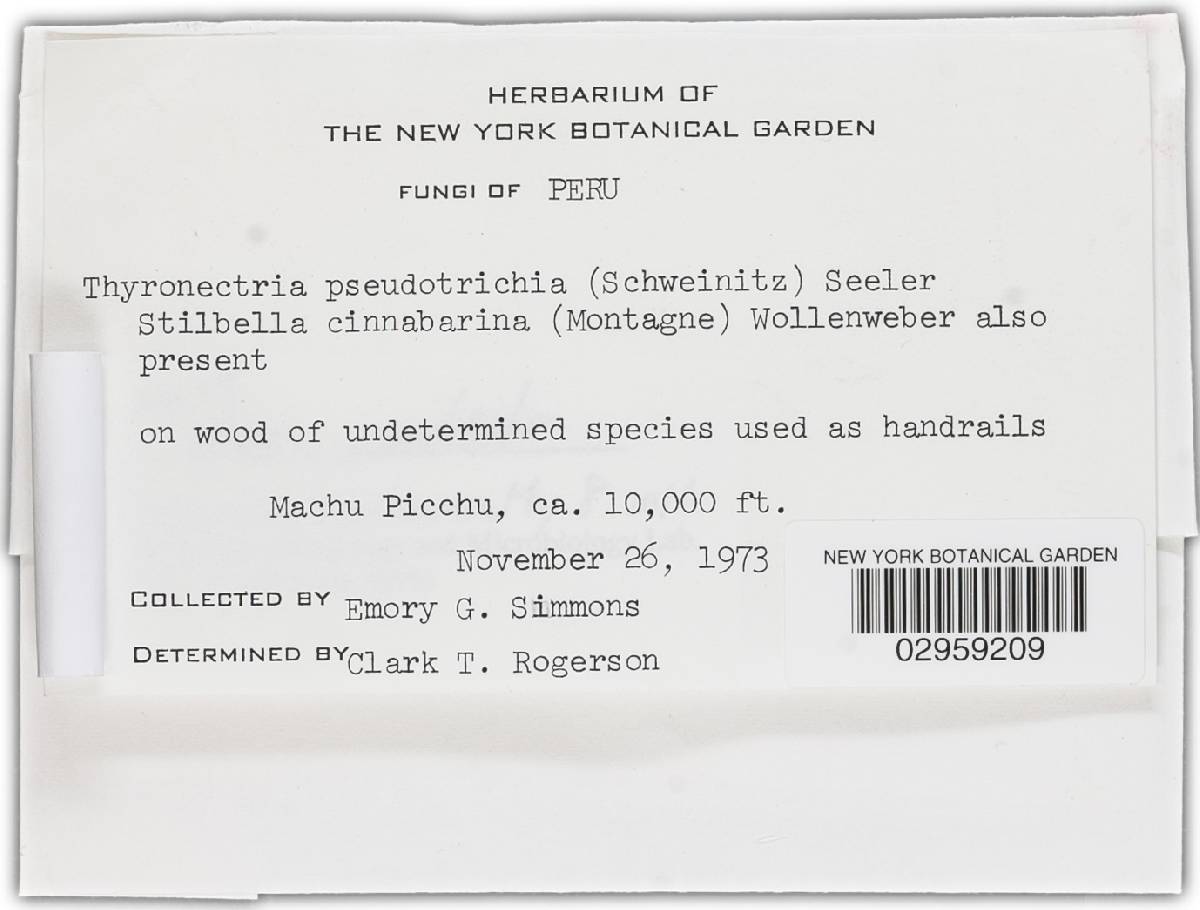 HERBARIUM OF
THE NEW YORK BOTANICAL GARDEN
FUNGI OF PERU
Thyronectria pseudotrichia (Schweinitz) Seeler
Stilbella cinnabarina (Montagne) Wollenweber also
present
on wood of undetermined species used as handrails
Machu Picchu, ca. 10,000 ft.
November 26, 1973
COLLECTED BY Emory G. Simmons
DETERMINED BY Clark T. Rogerson
NEW YORK BOTANICAL GARDEN
02959209